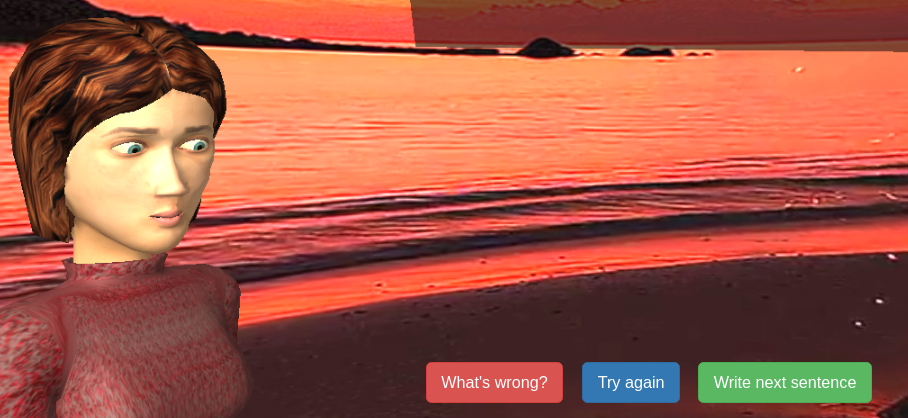 What's wrong?
Try again
Write next sentence